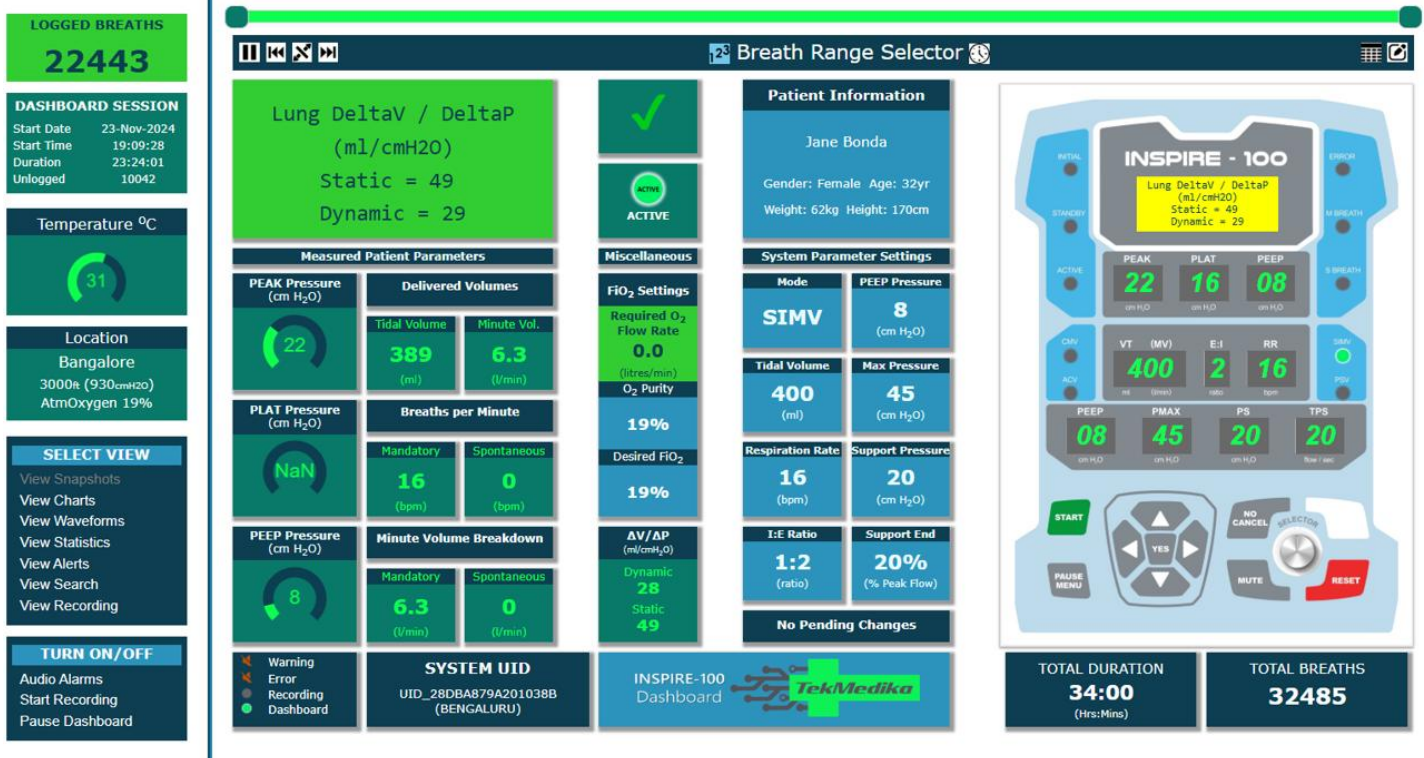 LOGGED BREATHS
22443
DASHBOARD SESSION
Start Date 23-Nov-2024
Start Time 19:09:28
Duration 23:24:01
Unlogged 10042
Temperature ⁰C
31
Location
Bangalore
3000ft (930cmH2O)
AtmOxygen 19%
SELECT VIEW
View Snapshots
View Charts
View Waveforms
View Statistics
View Alerts
View Search
View Recording
TURN ON/OFF
Audio Alarms
Start Recording
Pause Dashboard
123 Breath Range Selector
Lung DeltaV / DeltaP
(ml/cmH2O)
Static = 49
Dynamic = 29
ACTIVE
ACTIVE
Patient Information
Jane Bonda
Gender: Female Age: 32yr
Weight: 62kg Height: 170cm
Measured Patient Parameters
PEAK Pressure
(cm H₂O)
22
Delivered Volumes
Tidal Volume
389
(ml)
Minute Vol.
6.3
(l/min)
PLAT Pressure
(cm H₂O)
NaN
Breaths per Minute
Mandatory
16
(bpm)
Spontaneous
0
(bpm)
PEEP Pressure
(cm H₂O)
8
Minute Volume Breakdown
Mandatory
6.3
(l/min)
Spontaneous
0
(l/min)
Miscellaneous
FiO₂ Settings
Required O₂
Flow Rate
0.0
(litres/min)
O₂ Purity
19%
Desired FiO₂
19%
ΔV/ΔP
(ml/cmH₂O)
Dynamic
28
Static
49
System Parameter Settings
Mode
SIMV
PEEP Pressure
8
(cm H₂O)
Tidal Volume
400
(ml)
Max Pressure
45
(cm H₂O)
Respiration Rate
16
(bpm)
Support Pressure
20
(cm H₂O)
I:E Ratio
1:2
(ratio)
Support End
20%
(% Peak Flow)
No Pending Changes
Warning
Error
Recording
Dashboard
SYSTEM UID
UID_28DBA879A201038B
(BENGALURU)
INSPIRE-100
Dashboard
TekMedika
INITIAL
STANDBY
ACTIVE
ERROR
M BREATH
S BREATH
INSPIRE - 100
Lung DeltaV / DeltaP
(ml/cmH2O)
Static = 49
Dynamic = 29
PEAK PLAT PEEP
22 16 08
cm H₂O cm H₂O cm H₂O
CMV
ACV
SIMV
PSV
VT (MV) E:I RR
400 2 16
ml (l/min) ratio bpm
PEEP PMAX PS TPS
08 45 20 20
cm H₂O cm H₂O cm H₂O flow / sec
START
PAUSE
MENU
YES
NO
CANCEL
SELECTOR
MUTE
RESET
TOTAL DURATION
34:00
(Hrs:Mins)
TOTAL BREATHS
32485